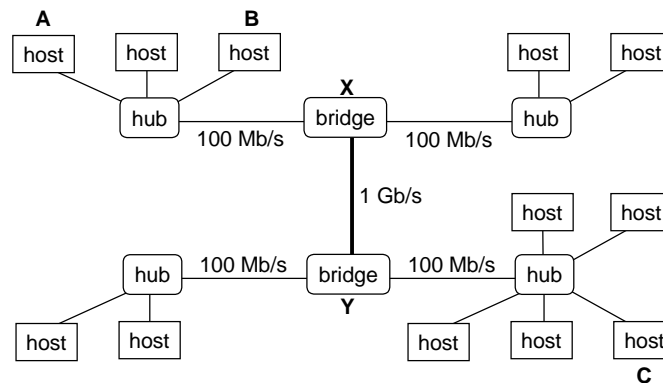 A B
host host host host host
X
hub bridge hub
100 Mb/s 100 Mb/s
1 Gb/s
host host
hub 100 Mb/s bridge 100 Mb/s hub
Y
host host host host host
C